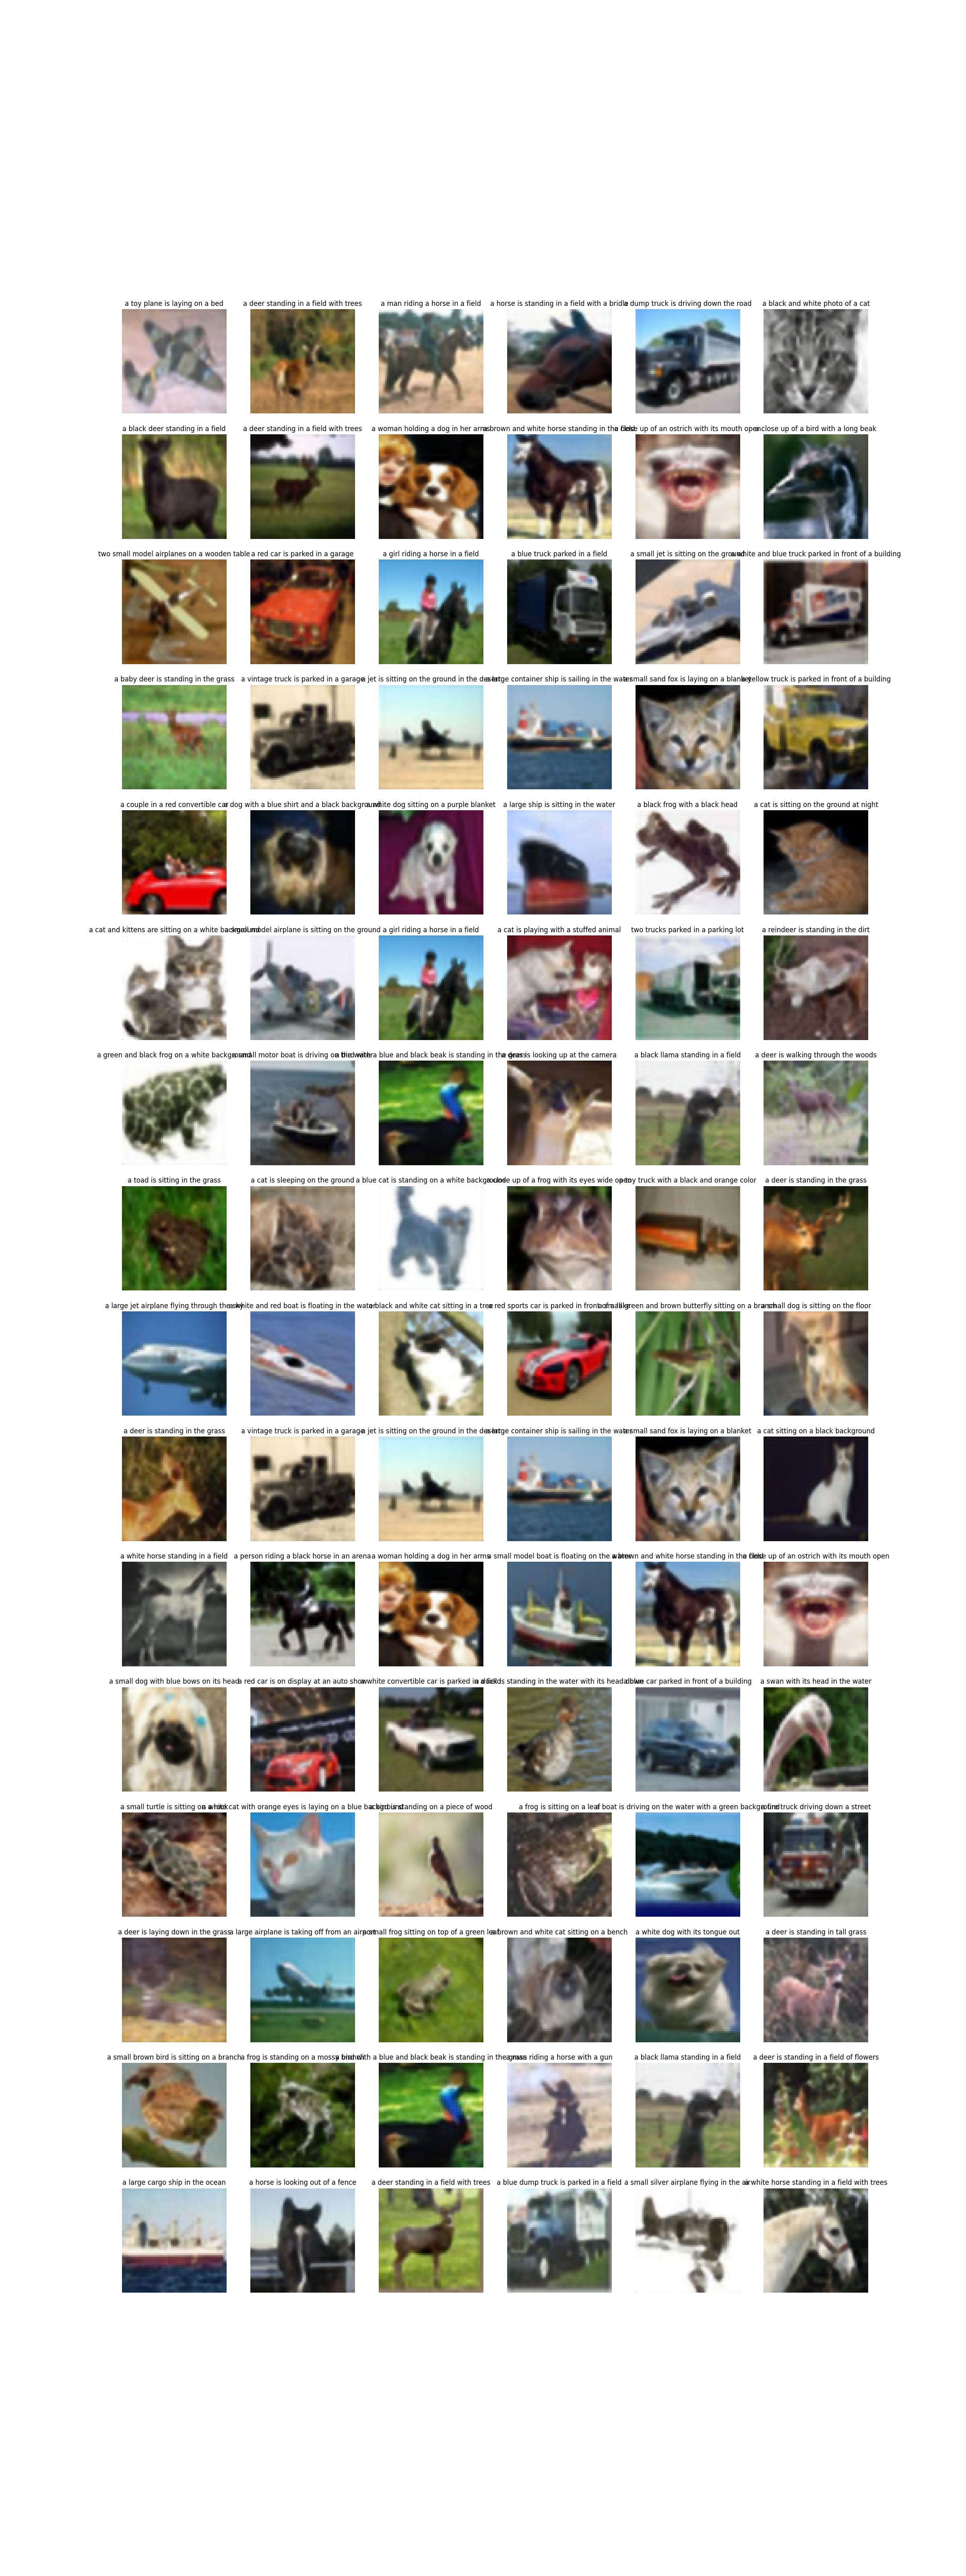 a toy plane is laying on a bed
a deer standing in a field with trees
a man riding a horse in a field
a horse is standing in a field with a bridle
dump truck is driving down the road
a black and white photo of a cat
a black deer standing in a field
a deer standing in a field with trees
a woman holding a dog in her arms
brown and white horse standing in the field
close up of an ostrich with its mouth open
close up of a bird with a long beak
two small model airplanes on a wooden table
a red car is parked in a garage
a girl riding a horse in a field
a blue truck parked in a field
a small jet is sitting on the ground
white and blue truck parked in front of a building
a baby deer is standing in the grass
a vintage truck is parked in a garage
a jet is sitting on the ground in the desert
large container ship is sailing in the water
a small sand fox is laying on a blanket
yellow truck is parked in front of a building
a couple in a red convertible car
dog with a blue shirt and a black background
white dog sitting on a purple blanket
a large ship is sitting in the water
a black frog with a black head
a cat is sitting on the ground at night
a cat and kittens are sitting on a white background
model airplane is sitting on the ground
a girl riding a horse in a field
a cat is playing with a stuffed animal
two trucks parked in a parking lot
a reindeer is standing in the dirt
a green and black frog on a white background
small motor boat is driving on the water
a blue and black beak is standing in the grass
is looking up at the camera
a black llama standing in a field
a deer is walking through the woods
a toad is sitting in the grass
a cat is sleeping on the ground
a blue cat is standing on a white background
close up of a frog with its eyes wide open
toy truck with a black and orange color
a deer is standing in the grass
a large jet airplane flying through the sky
white and red boat is floating in the water
black and white cat sitting in a tree
a red sports car is parked in front of
green and brown butterfly sitting on a branch
small dog is sitting on the floor
a deer is standing in the grass
a vintage truck is parked in a garage
a jet is sitting on the ground in the desert
large container ship is sailing in the water
a small sand fox is laying on a blanket
a cat sitting on a black background
a white horse standing in a field
a person riding a black horse in an arena
a woman holding a dog in her arms
a small model boat is floating on the water
brown and white horse standing in the field
close up of an ostrich with its mouth open
a small dog with blue bows on its head
a red car is on display at an auto show
white convertible car is parked in a field
is standing in the water with its head
blue car parked in front of a building
a swan with its head in the water
a small turtle is sitting on a rock
cat with orange eyes is laying on a blue background
is standing on a piece of wood
a frog is sitting on a leaf
boat is driving on the water with a green background
truck driving down a street
a deer is laying down in the grass
a large airplane is taking off from an airport
small frog sitting on top of a green leaf
brown and white cat sitting on a bench
a white dog with its tongue out
a deer is standing in tall grass
a small brown bird is sitting on a branch
a frog is standing on a mossy branch
bird with a blue and black beak is standing in the grass
riding a horse with a gun
a black llama standing in a field
a deer is standing in a field of flowers
a large cargo ship in the ocean
a horse is looking out of a fence
a deer standing in a field with trees
a blue dump truck is parked in a field
a small silver airplane flying in the air
white horse standing in a field with trees